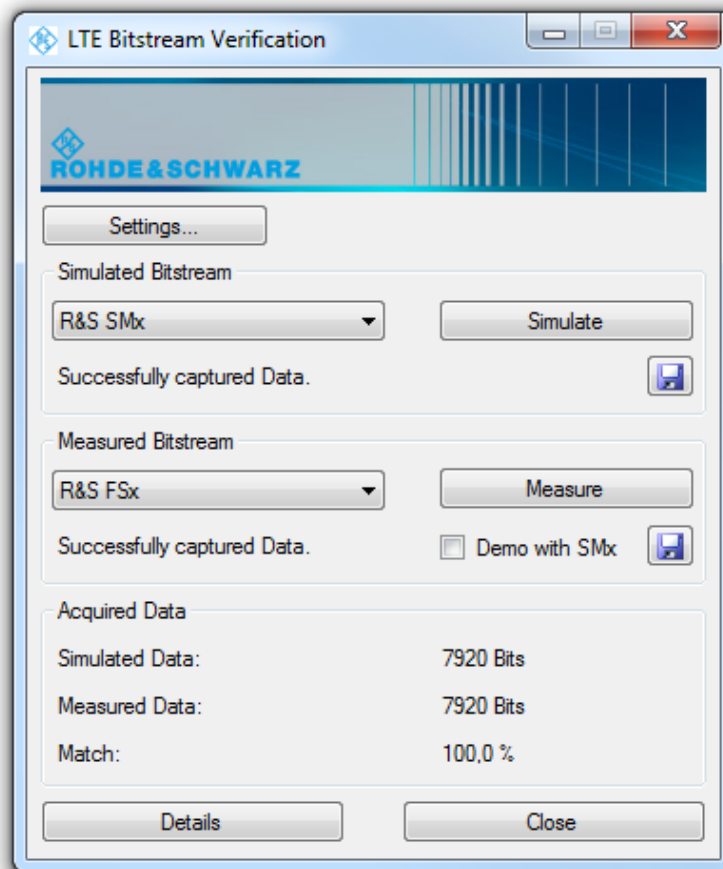 LTE Bitstream Verification
ROHDE&SCHWARZ
Settings...
Simulated Bitstream
R&S SMx
Simulate
Successfully captured Data.
Measured Bitstream
R&S FSx
Measure
Successfully captured Data.
Demo with SMx
Acquired Data
Simulated Data: 7920 Bits
Measured Data: 7920 Bits
Match: 100,0 %
Details
Close